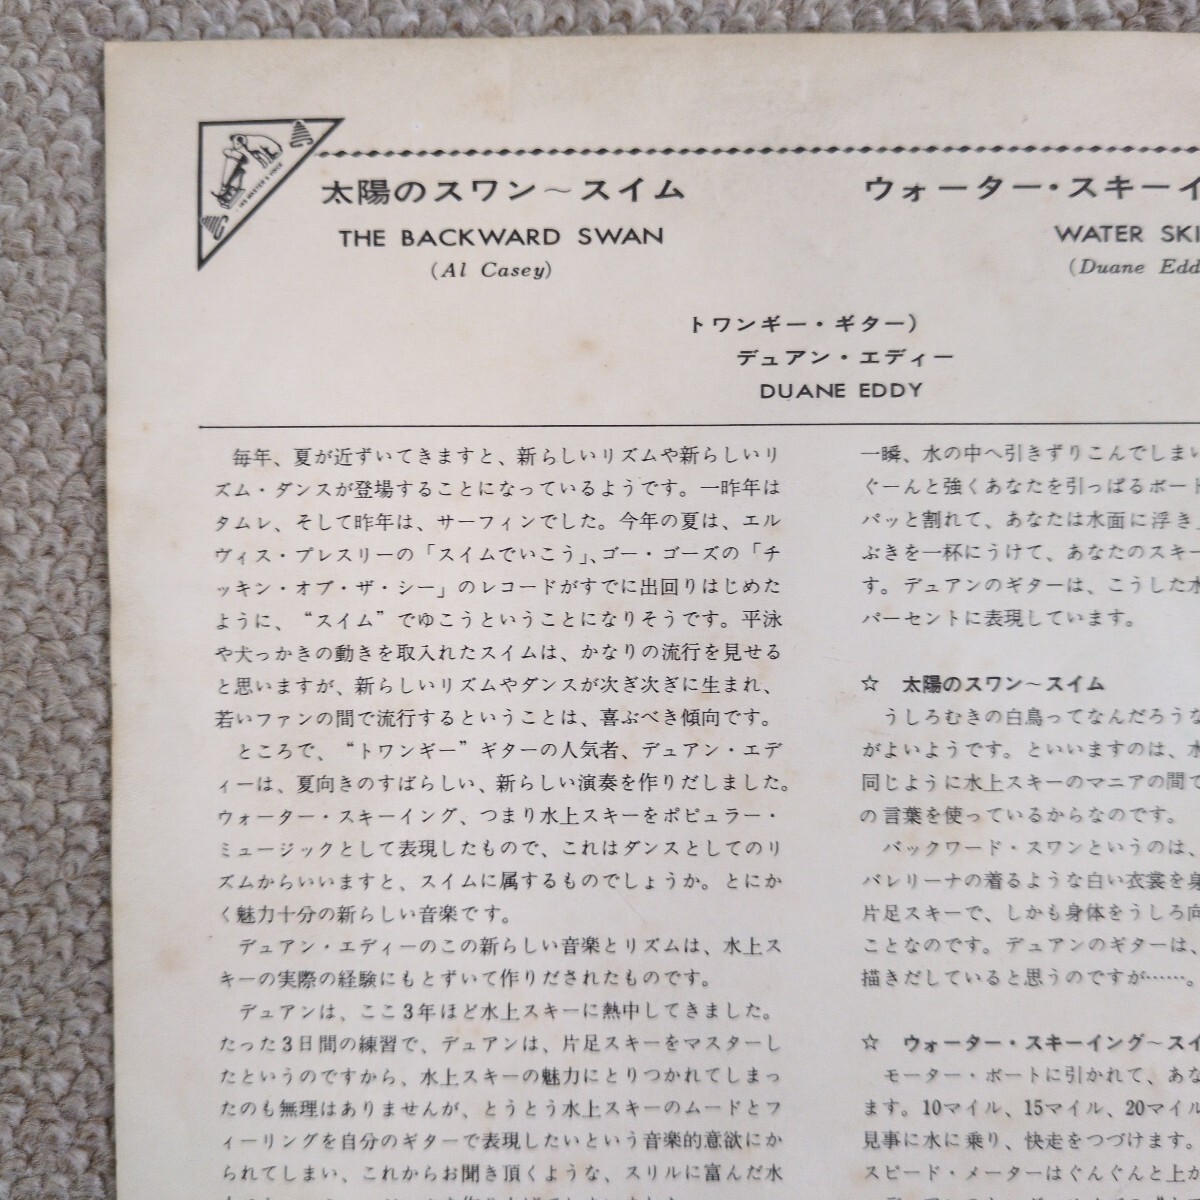 HIS MASTER'S VOICE
太陽のスワン〜スイム
THE BACKWARD SWAN
(Al Casey)
ウォーター・スキーイ
WATER SKI
(Duane Edd
トワンギー・ギター)
デュアン・エディー
DUANE EDDY
毎年、夏が近ずいてきますと、新らしいリズムや新らしいリ
ズム・ダンスが登場することになっているようです。一昨年は
タムレ、そして昨年は、サーフィンでした。今年の夏は、エル
ヴィス・プレスリーの「スイムでいこう」、ゴー・ゴーズの「チ
ッキン・オブ・ザ・シー」のレコードがすでに出回りはじめた
ように、“スイム”でゆこうということになりそうです。平泳
や犬っかきの動きを取入れたスイムは、かなりの流行を見せる
と思いますが、新らしいリズムやダンスが次ぎ次ぎに生まれ、
若いファンの間で流行するということは、喜ぶべき傾向です。
ところで、“トワンギー”ギターの人気者、デュアン・エデ
ィーは、夏向きのすばらしい、新らしい演奏を作りだしました。
ウォーター・スキーイング、つまり水上スキーをポピュラー・
ミュージックとして表現したもので、これはダンスとしてのリ
ズムからいいますと、スイムに属するものでしょうか。とにか
く魅力十分の新らしい音楽です。
デュアン・エディーのこの新らしい音楽とリズムは、水上ス
キーの実際の経験にもとずいて作りだされたものです。
デュアンは、ここ3年ほど水上スキーに熱中してきました。
たった3日間の練習で、デュアンは、片足スキーをマスターし
たというのですから、水上スキーの魅力にとりつかれてしまっ
たのも無理はありませんが、とうとう水上スキーのムードとフ
ィーリングを自分のギターで表現したいという音楽的意欲にか
られてしまい、これからお聞き頂くような、スリルに富んだ水
一瞬、水の中へ引きずりこんでしまい
ぐーんと強くあなたを引っぱるボート
パッと割れて、あなたは水面に浮き
ぶきを一杯にうけて、あなたのスキー
す。デュアンのギターは、こうした水
パーセントに表現しています。
☆ 太陽のスワン〜スイム
うしろむきの白鳥ってなんだろうな
がよいようです。といいますのは、水
同じように水上スキーのマニアの間で
の言葉を使っているからなのです。
バックワード・スワンというのは、
バレリーナの着るような白い衣裳を身
片足スキーで、しかも身体をうしろ向
ことなのです。デュアンのギターは、
描きだしていると思うのですが……。
☆ ウォーター・スキーイング〜スイ
モーター・ボートに引かれて、あな
ます。10マイル、15マイル、20マイル
見事に水に乗り、快走をつづけます。
スピード・メーターはぐんぐんと上が